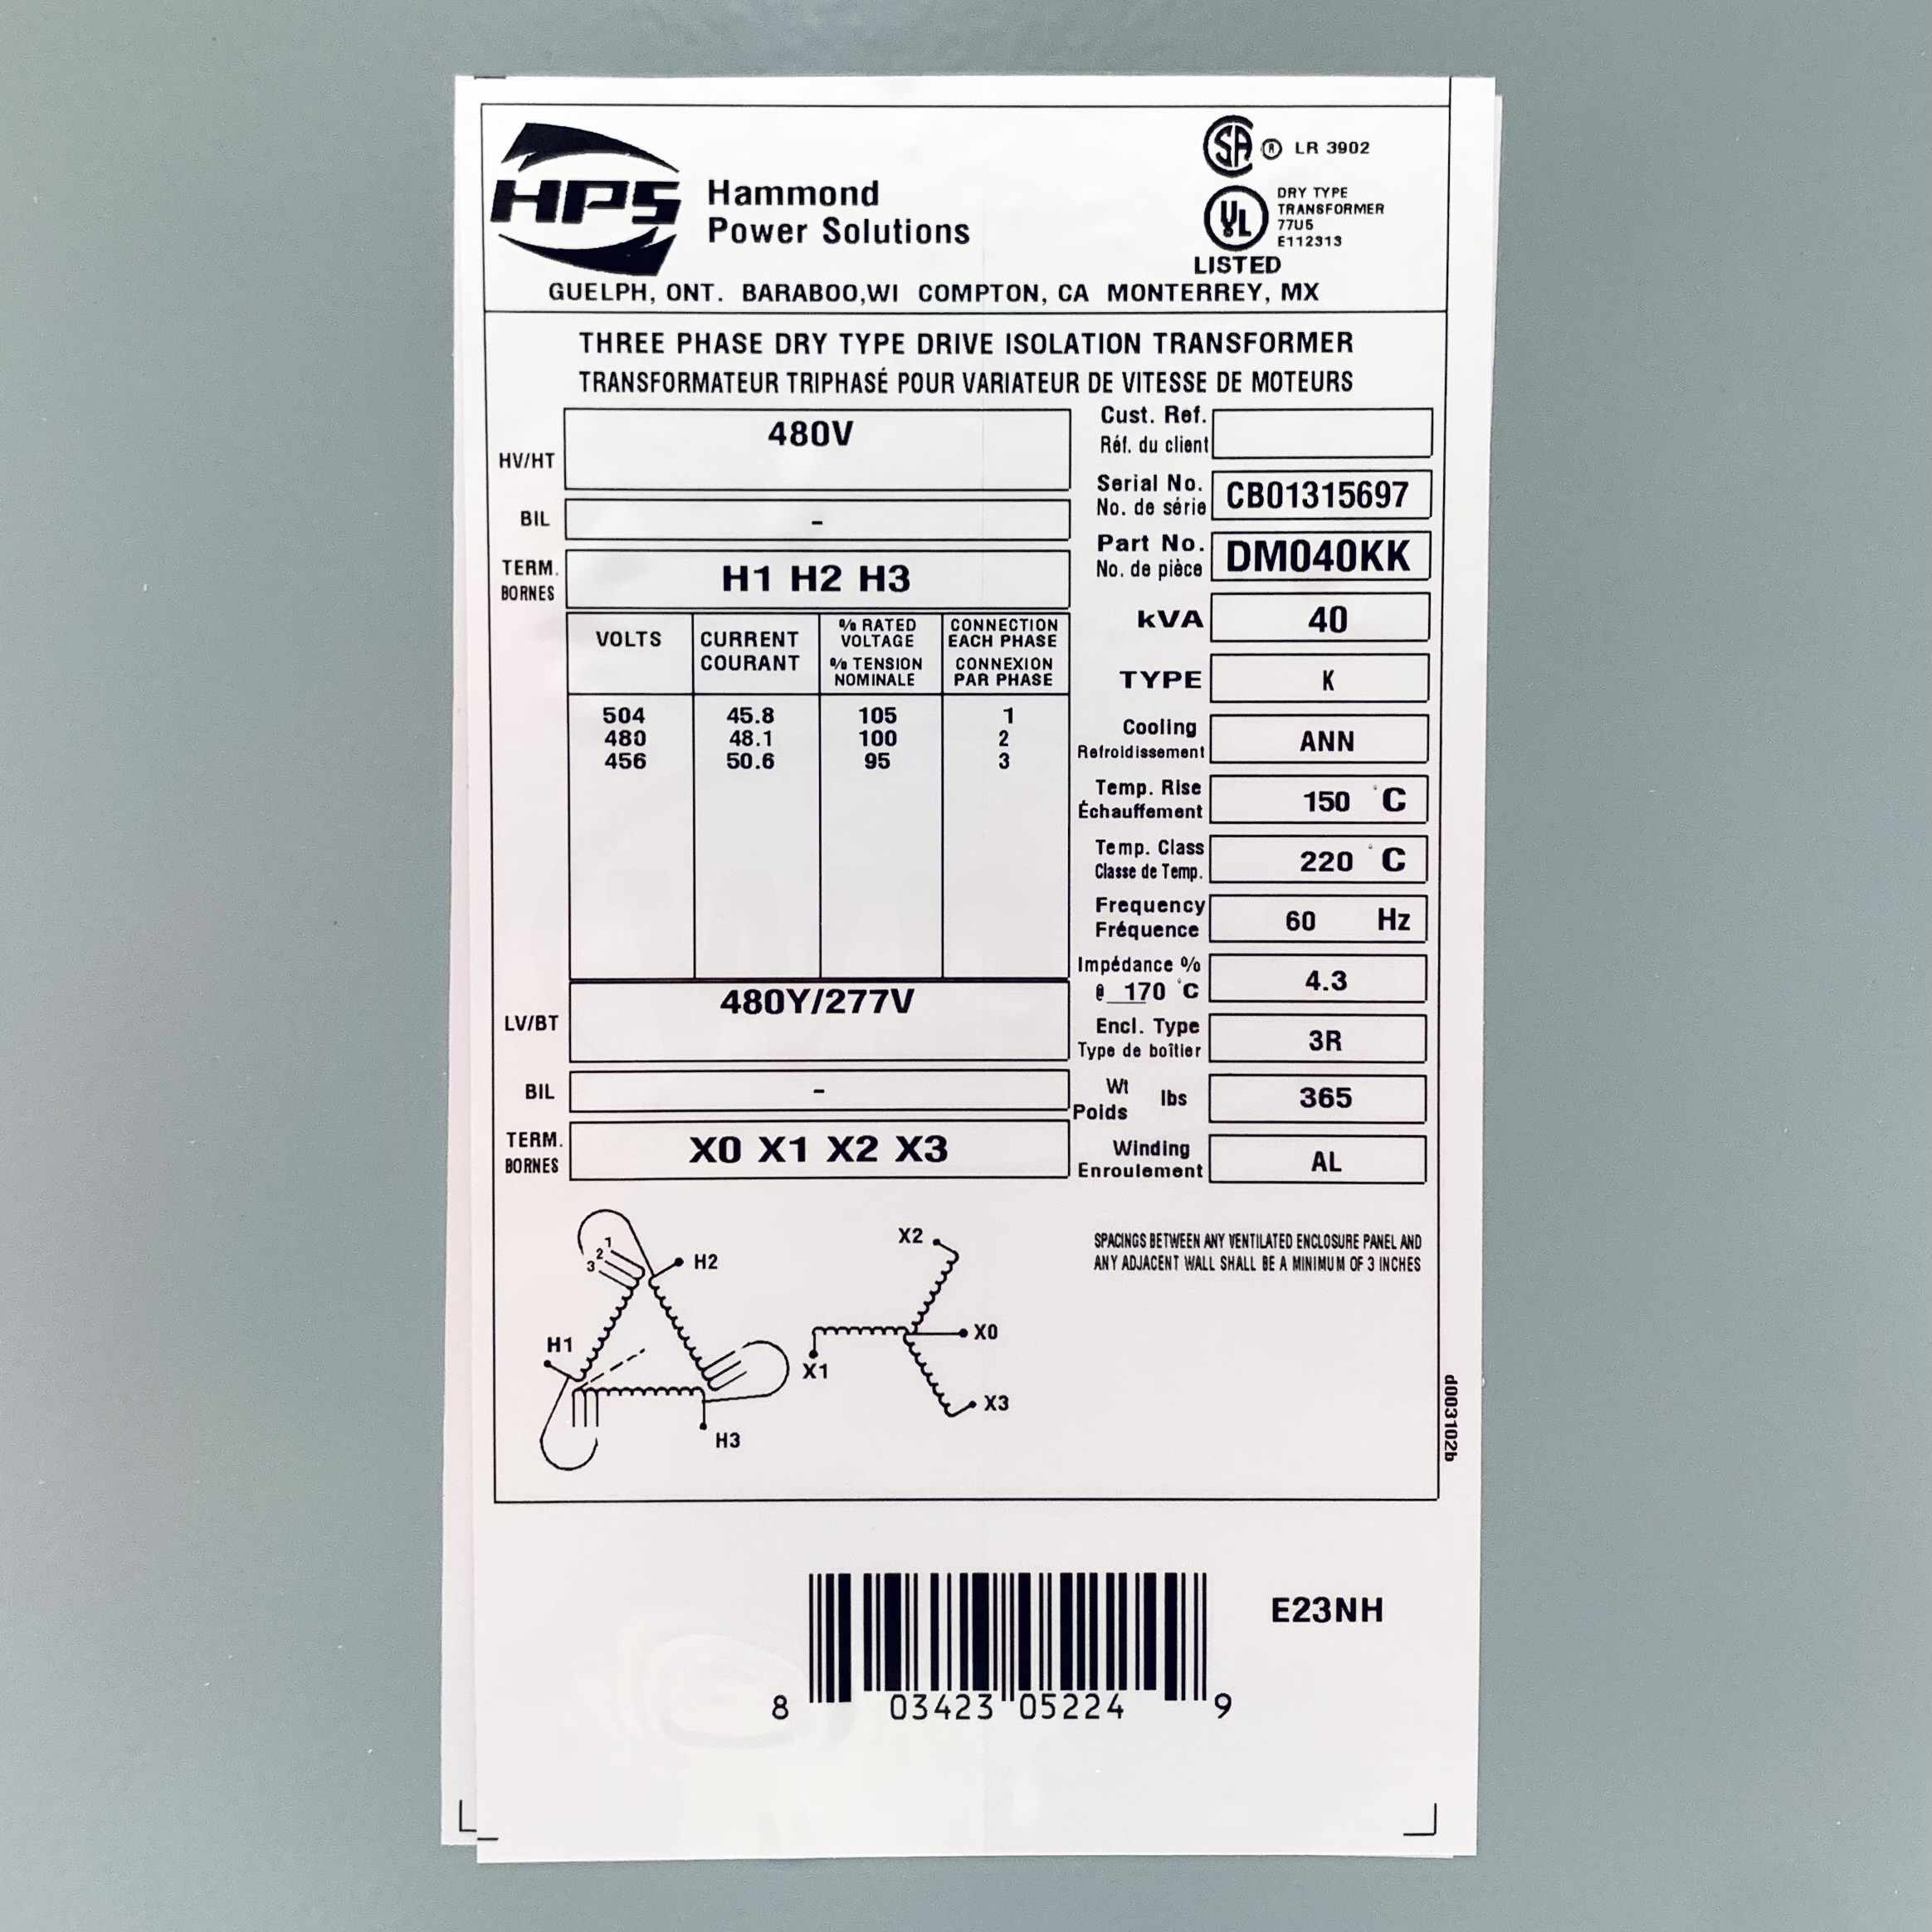 HPS
Hammond
Power Solutions
SA ® LR 3902
UL
DRY TYPE
TRANSFORMER
77U5
E112313
LISTED
GUELPH, ONT. BARABOO,WI COMPTON, CA MONTERREY, MX
THREE PHASE DRY TYPE DRIVE ISOLATION TRANSFORMER
TRANSFORMATEUR TRIPHASÉ POUR VARIATEUR DE VITESSE DE MOTEURS
HV/HT 480V
BIL -
TERM.
BORNES
H1 H2 H3
VOLTS
CURRENT
COURANT
% RATED
VOLTAGE
% TENSION
NOMINALE
CONNECTION
EACH PHASE
CONNEXION
PAR PHASE
504 45.8 105 1
480 48.1 100 2
456 50.6 95 3
LV/BT 480Y/277V
BIL -
TERM.
BORNES
X0 X1 X2 X3
Cust. Ref.
Réf. du client
Serial No.
No. de série
CB01315697
Part No.
No. de pièce
DM040KK
kVA 40
TYPE K
Cooling
Refroidissement
ANN
Temp. Rise
Échauffement
150 °C
Temp. Class
Classe de Temp.
220 °C
Frequency
Fréquence
60 Hz
Impédance %
@ 170 °C
4.3
Encl. Type
Type de boîtier
3R
Wt
Poids
lbs
365
Winding
Enroulement
AL
1
2
3
H2
H1
H3
X2
X0
X1
X3
SPACINGS BETWEEN ANY VENTILATED ENCLOSURE PANEL AND
ANY ADJACENT WALL SHALL BE A MINIMUM OF 3 INCHES
d003102b
E23NH
8 03423 05224 9